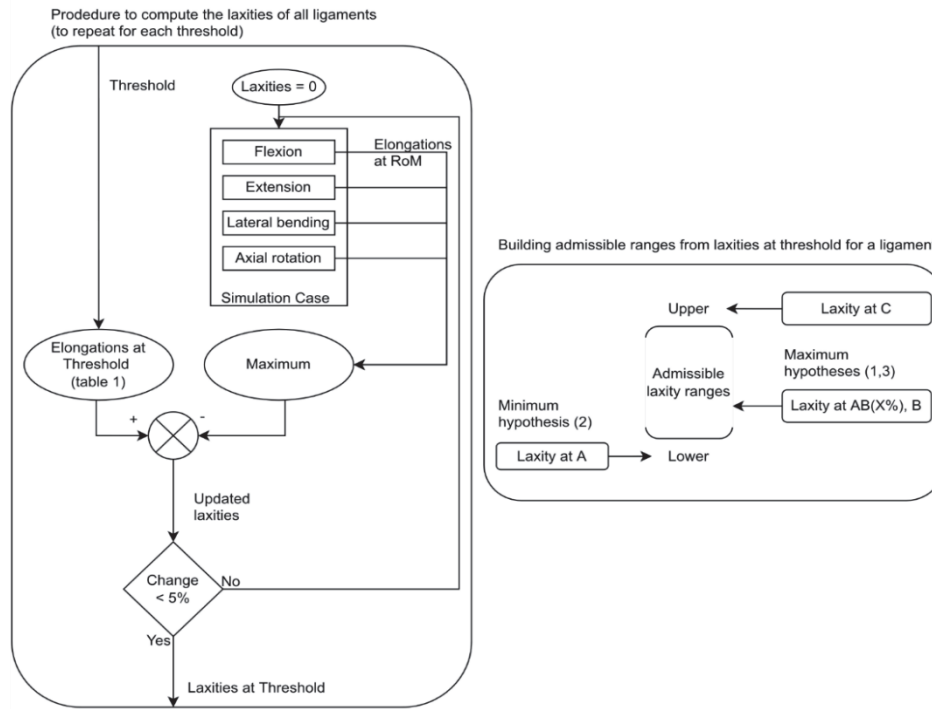 Prodedure to compute the laxities of all ligaments
(to repeat for each threshold)
Threshold
Laxities = 0
Elongations
at RoM
Flexion
Extension
Lateral bending
Axial rotation
Simulation Case
Elongations at
Threshold
(table 1)
Maximum
+
-
Updated
laxities
Change
< 5%
No
Yes
Laxities at Threshold
Building admissible ranges from laxities at threshold for a ligament
Upper
Laxity at C
Admissible
laxity ranges
Maximum
hypotheses (1,3)
Laxity at AB(X%), B
Minimum
hypothesis (2)
Laxity at A
Lower